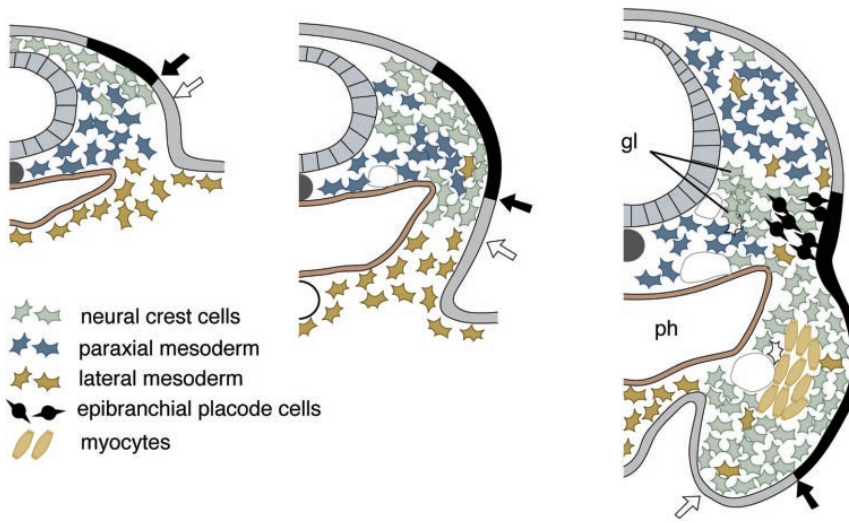 gl
ph
neural crest cells
paraxial mesoderm
lateral mesoderm
epibranchial placode cells
myocytes